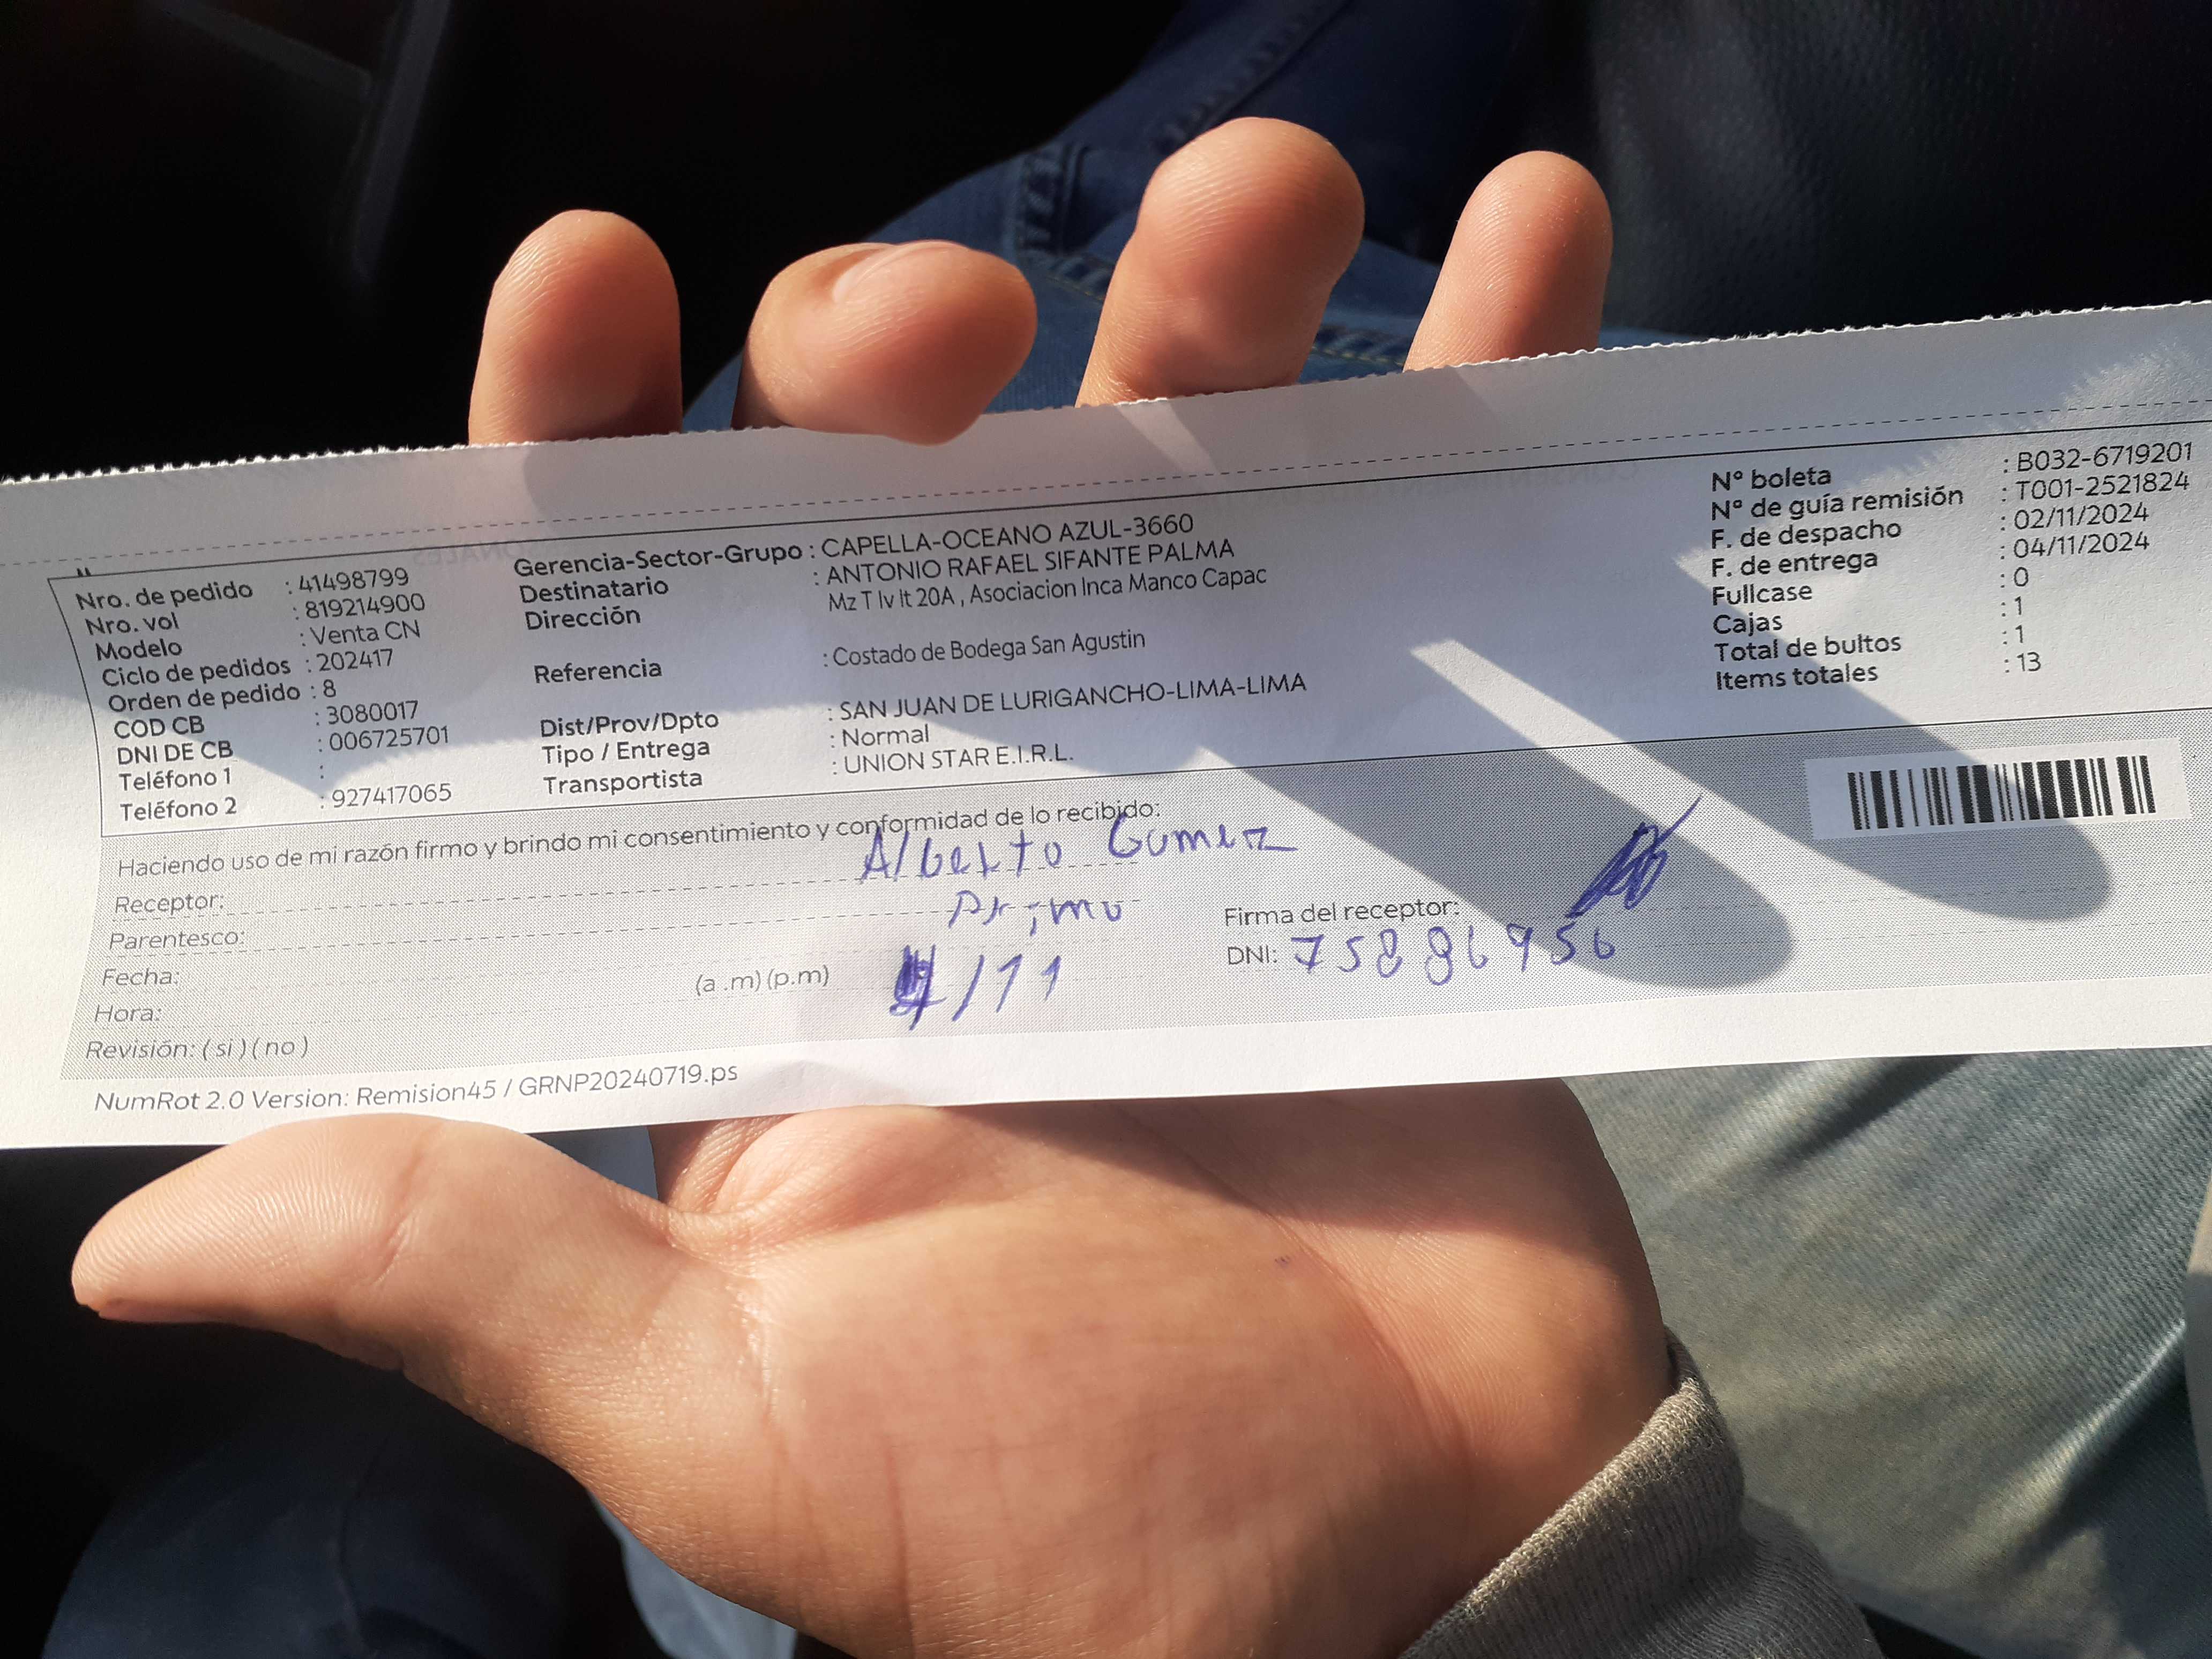 Nro. de pedido : 41498799
Nro. vol : 819214900
Modelo : Venta CN
Ciclo de pedidos : 202417
Orden de pedido : 8
COD CB : 3080017
DNI DE CB : 006725701
Teléfono 1 :
Teléfono 2 : 927417065
Gerencia-Sector-Grupo : CAPELLA-OCEANO AZUL-3660
Destinatario : ANTONIO RAFAEL SIFANTE PALMA
Dirección Mz T lv lt 20A , Asociacion Inca Manco Capac
Referencia : Costado de Bodega San Agustin
Dist/Prov/Dpto : SAN JUAN DE LURIGANCHO-LIMA-LIMA
Tipo / Entrega : Normal
Transportista : UNION STAR E.I.R.L.
Nº boleta : B032-6719201
Nº de guía remisión : T001-2521824
F. de despacho : 02/11/2024
F. de entrega : 04/11/2024
Fullcase : 0
Cajas : 1
Total de bultos : 1
Items totales : 13
Haciendo uso de mi razón firmo y brindo mi consentimiento y conformidad de lo recibido:
Receptor: Alberto Gomez
Parentesco: Primo
Firma del receptor:
Fecha: 4/11
DNI: 75886956
Hora: (a .m) (p.m)
Revisión: ( si ) ( no )
NumRot 2.0 Version: Remision45 / GRNP20240719.ps